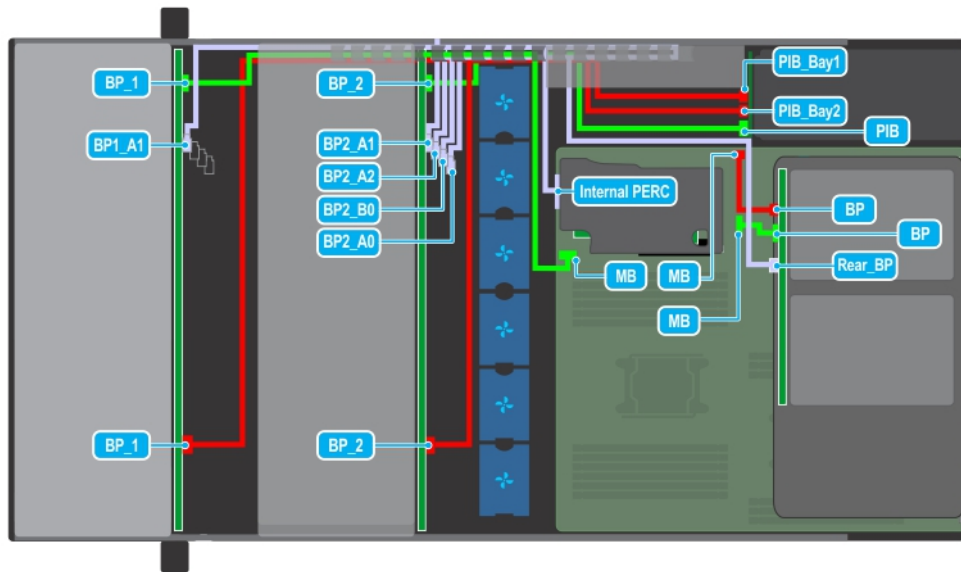 BP_1
BP_2
PIB_Bay1
PIB_Bay2
PIB
BP1_A1
BP2_A1
BP2_A2
BP2_B0
BP2_A0
Internal PERC
BP
BP
Rear_BP
MB
MB
MB
BP_1
BP_2